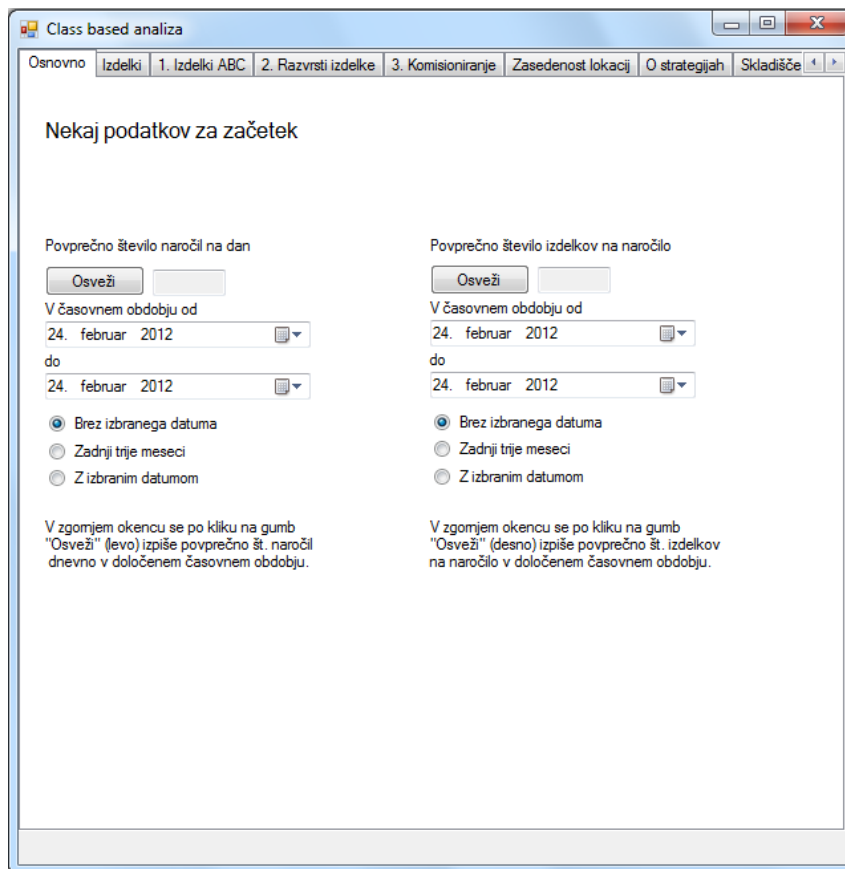 Class based analiza
Osnovno Izdelki 1. Izdelki ABC 2. Razvrsti izdelke 3. Komisioniranje Zasedenost lokacij O strategijah Skladišče
Nekaj podatkov za začetek
Povprečno število naročil na dan
Osveži
V časovnem obdobju od
24. februar 2012
do
24. februar 2012
Brez izbranega datuma
Zadnji trije meseci
Z izbranim datumom
V zgornjem okencu se po kliku na gumb
"Osveži" (levo) izpiše povprečno št. naročil
dnevno v določenem časovnem obdobju.
Povprečno število izdelkov na naročilo
Osveži
V časovnem obdobju od
24. februar 2012
do
24. februar 2012
Brez izbranega datuma
Zadnji trije meseci
Z izbranim datumom
V zgornjem okencu se po kliku na gumb
"Osveži" (desno) izpiše povprečno št. izdelkov
na naročilo v določenem časovnem obdobju.